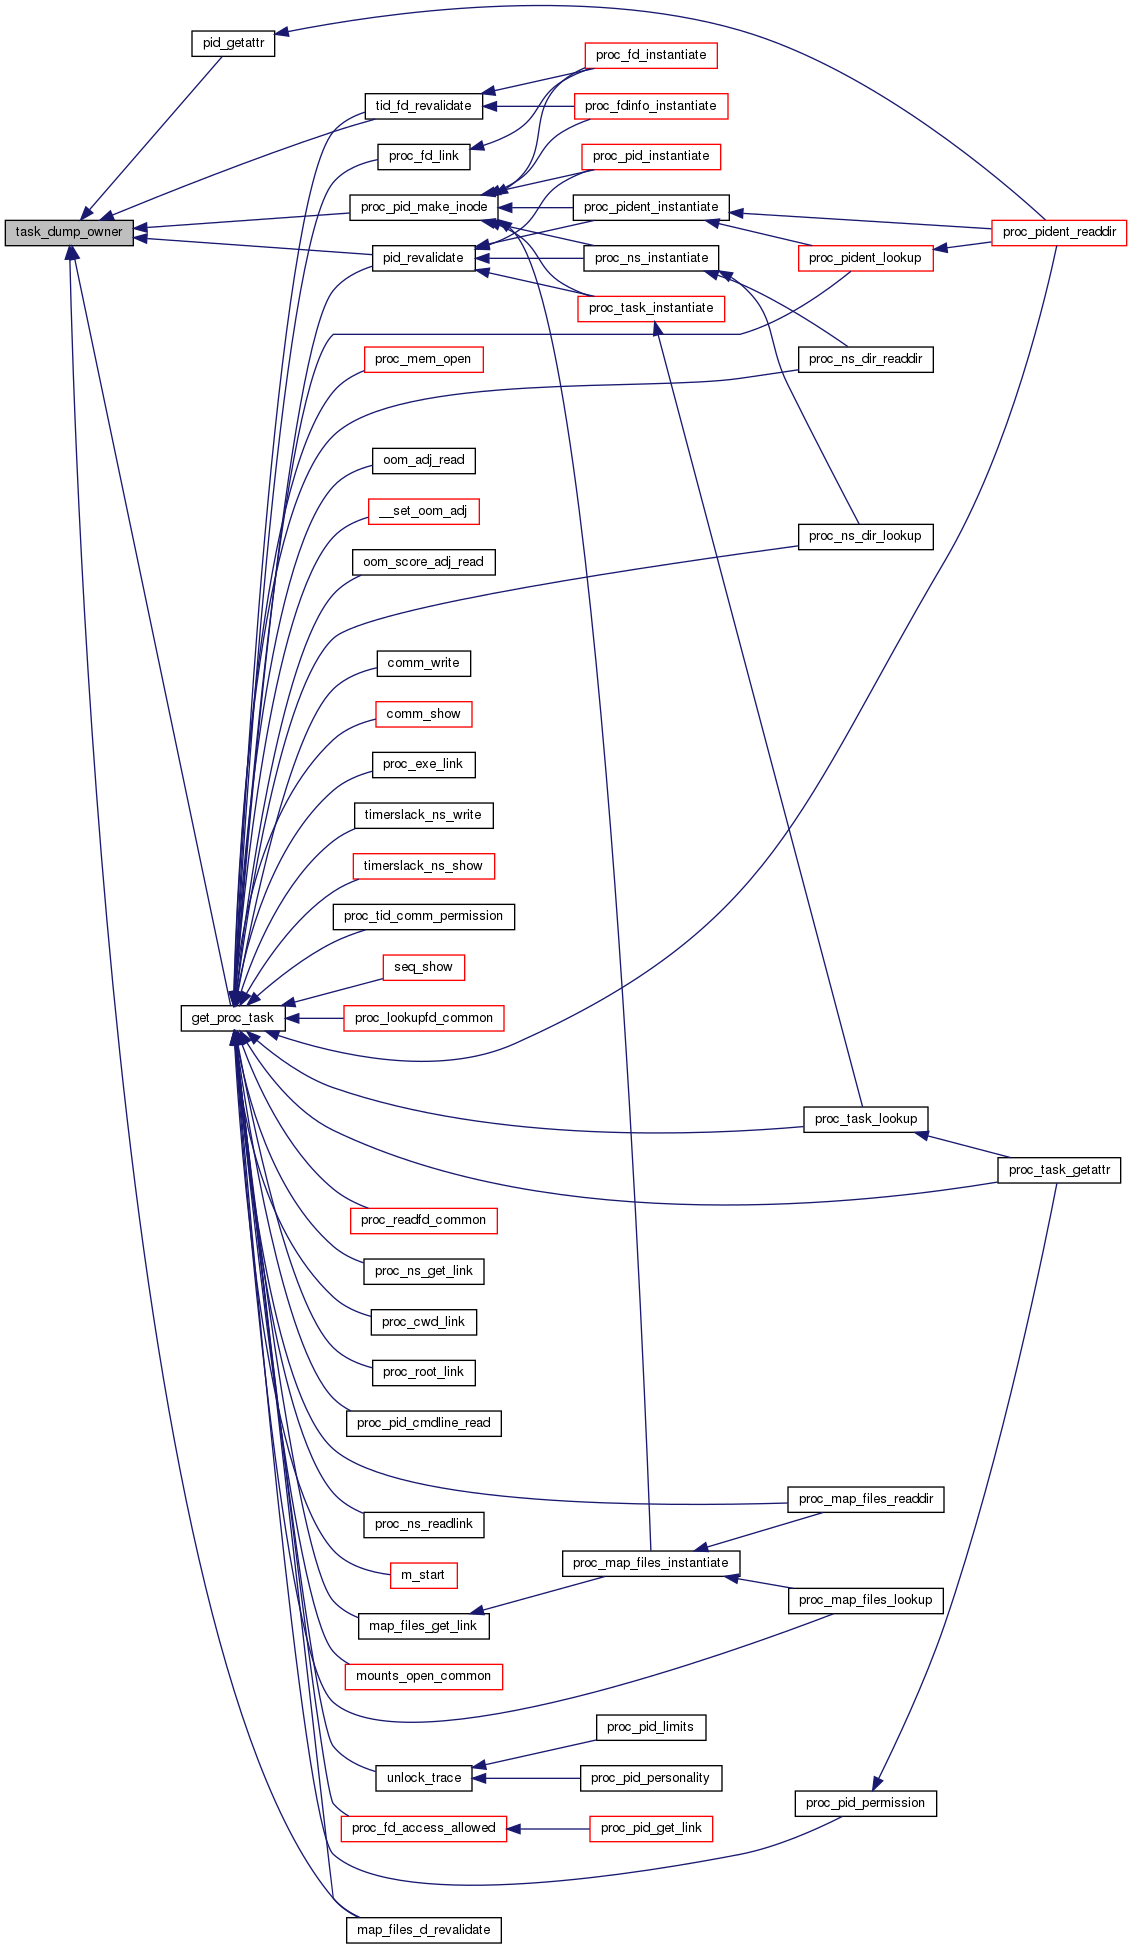 pid_getattr
proc_fd_instantiate
tid_fd_revalidate
proc_fdinfo_instantiate
proc_fd_link
proc_pid_instantiate
proc_pid_make_inode
proc_pident_instantiate
task_dump_owner
proc_pident_readdir
pid_revalidate
proc_ns_instantiate
proc_pident_lookup
proc_task_instantiate
proc_mem_open
proc_ns_dir_readdir
oom_adj_read
__set_oom_adj
proc_ns_dir_lookup
oom_score_adj_read
comm_write
comm_show
proc_exe_link
timerslack_ns_write
timerslack_ns_show
proc_tid_comm_permission
seq_show
get_proc_task
proc_lookupfd_common
proc_task_lookup
proc_task_getattr
proc_readfd_common
proc_ns_get_link
proc_cwd_link
proc_root_link
proc_pid_cmdline_read
proc_map_files_readdir
proc_ns_readlink
proc_map_files_instantiate
m_start
proc_map_files_lookup
map_files_get_link
mounts_open_common
proc_pid_limits
unlock_trace
proc_pid_personality
proc_pid_permission
proc_fd_access_allowed
proc_pid_get_link
map_files_d_revalidate